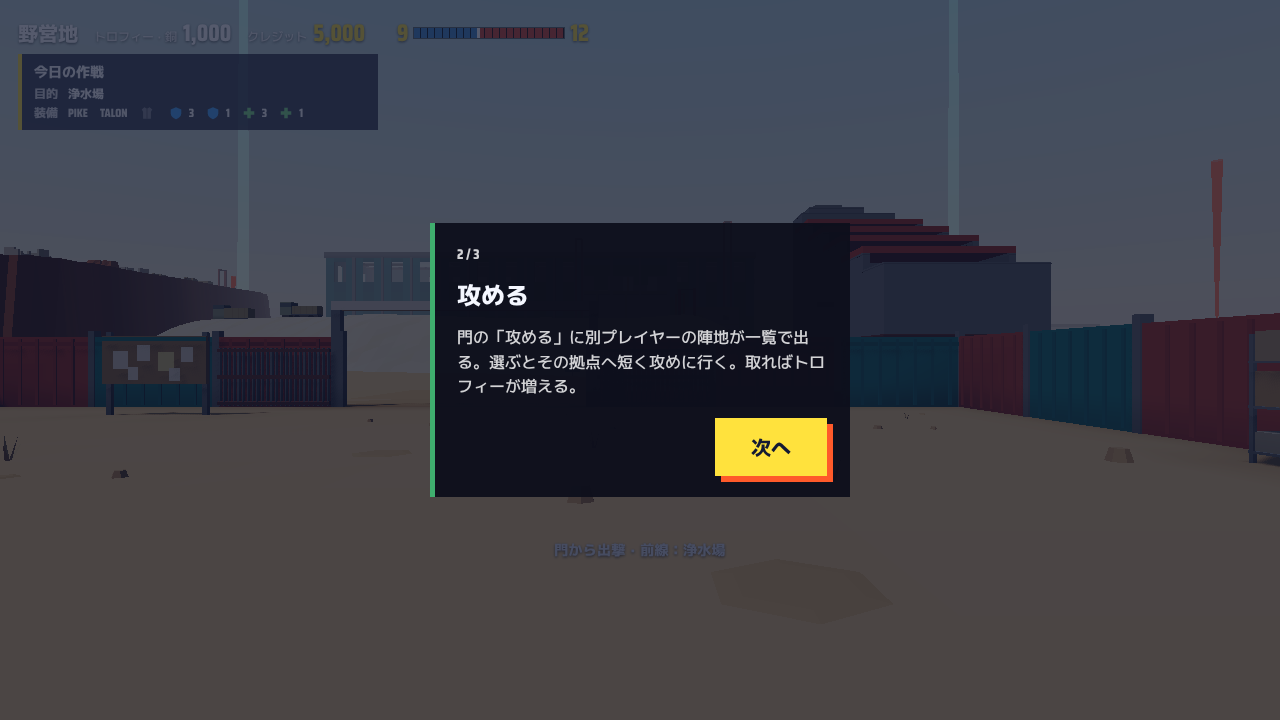 野営地 トロフィー・銅 1,000 クレジット 5,000 9 12
今日の作戦
目的 浄水場
装備 PIKE TALON 3 1 3 1
2/3
攻める
門の「攻める」に別プレイヤーの陣地が一覧で出
る。選ぶとその拠点へ短く攻めに行く。取ればトロ
フィーが増える。
次へ
門から出撃・前線：浄水場